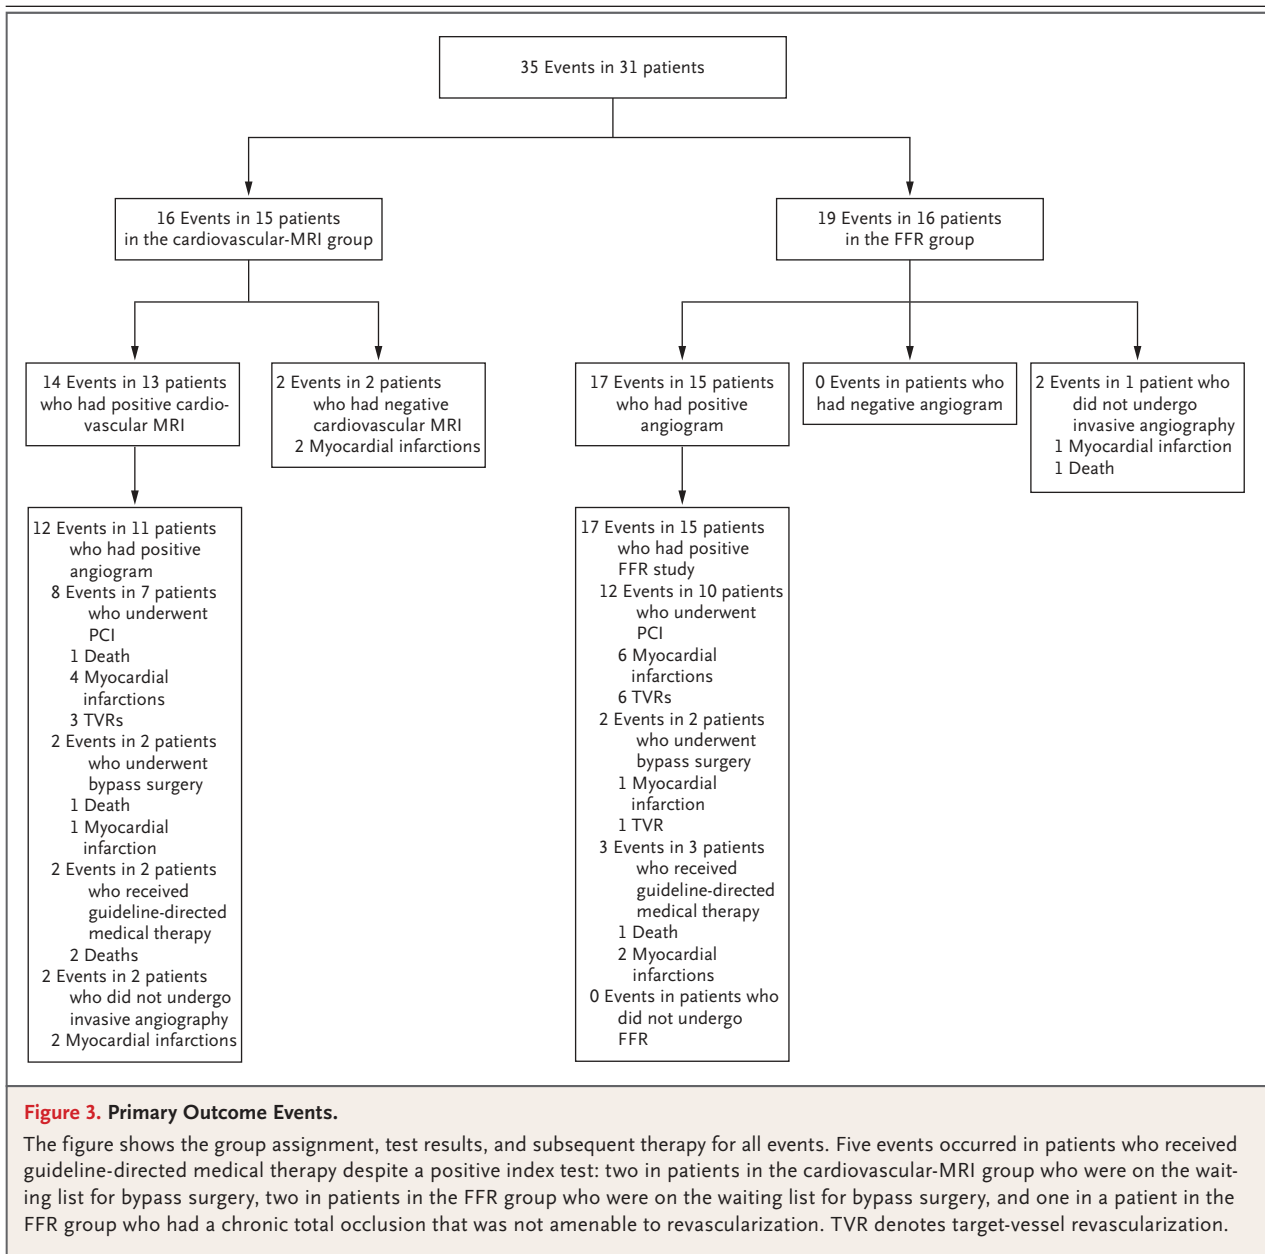 35 Events in 31 patients
16 Events in 15 patients
in the cardiovascular-MRI group
19 Events in 16 patients
in the FFR group
14 Events in 13 patients
who had positive cardio-
vascular MRI
2 Events in 2 patients
who had negative
cardiovascular MRI
2 Myocardial infarctions
17 Events in 15 patients
who had positive
angiogram
0 Events in patients who
had negative angiogram
2 Events in 1 patient who
did not undergo
invasive angiography
1 Myocardial infarction
1 Death
12 Events in 11 patients
who had positive
angiogram
8 Events in 7 patients
who underwent
PCI
1 Death
4 Myocardial
infarctions
3 TVRs
2 Events in 2 patients
who underwent
bypass surgery
1 Death
1 Myocardial
infarction
2 Events in 2 patients
who received
guideline-directed
medical therapy
2 Deaths
2 Events in 2 patients
who did not undergo
invasive angiography
2 Myocardial infarctions
17 Events in 15 patients
who had positive
FFR study
12 Events in 10 patients
who underwent
PCI
6 Myocardial
infarctions
6 TVRs
2 Events in 2 patients
who underwent
bypass surgery
1 Myocardial
infarction
1 TVR
3 Events in 3 patients
who received
guideline-directed
medical therapy
1 Death
2 Myocardial
infarctions
0 Events in patients who
did not undergo
FFR
Figure 3. Primary Outcome Events.
The figure shows the group assignment, test results, and subsequent therapy for all events. Five events occurred in patients who received
guideline-directed medical therapy despite a positive index test: two in patients in the cardiovascular-MRI group who were on the wait-
ing list for bypass surgery, two in patients in the FFR group who were on the waiting list for bypass surgery, and one in a patient in the
FFR group who had a chronic total occlusion that was not amenable to revascularization. TVR denotes target-vessel revascularization.